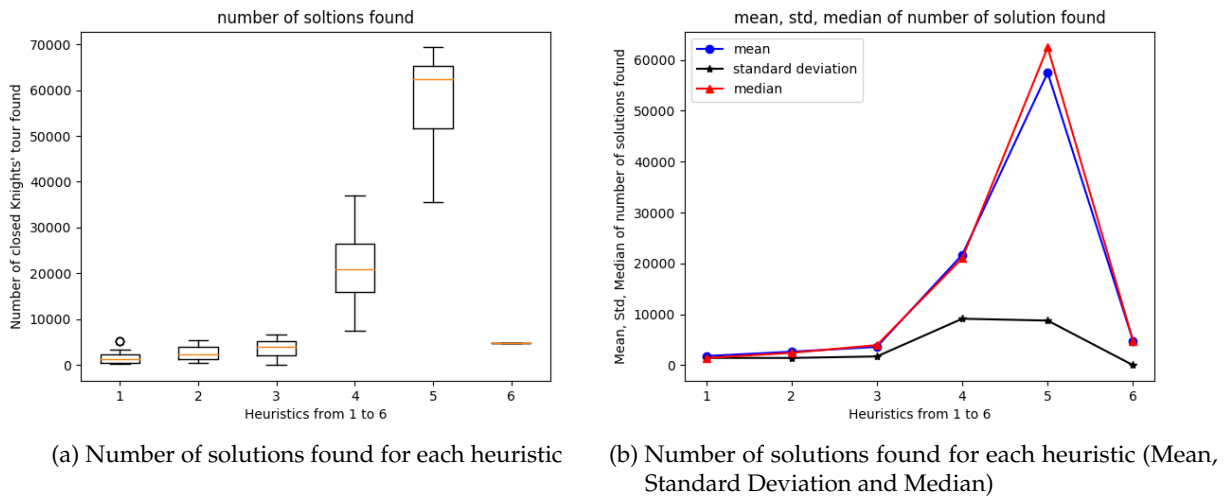 number of soltions found
Number of closed Knights' tour found
70000
60000
50000
40000
30000
20000
10000
0
1 2 3 4 5 6
Heuristics from 1 to 6
(a) Number of solutions found for each heuristic
mean, std, median of number of solution found
Mean, Std, Median of number of solutions found
mean
standard deviation
median
60000
50000
40000
30000
20000
10000
0
1 2 3 4 5 6
Heuristics from 1 to 6
(b) Number of solutions found for each heuristic (Mean,
Standard Deviation and Median)